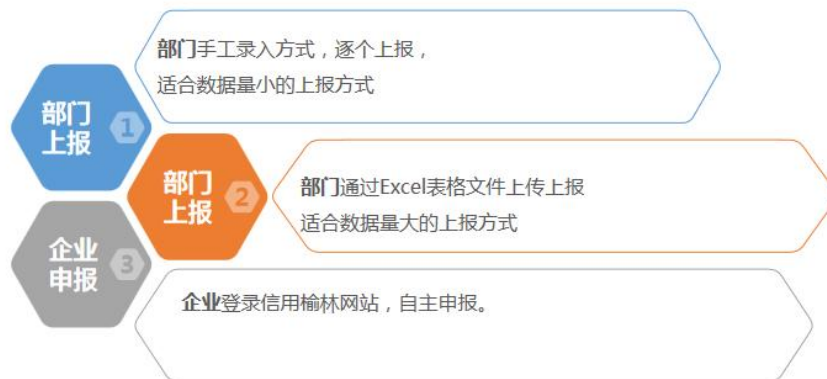 部门手工录入方式，逐个上报，
适合数据量小的上报方式
部门
上报
1
部门
上报
2
部门通过Excel表格文件上传上报
适合数据量大的上报方式
企业
申报
3
企业登录信用榆林网站，自主申报。